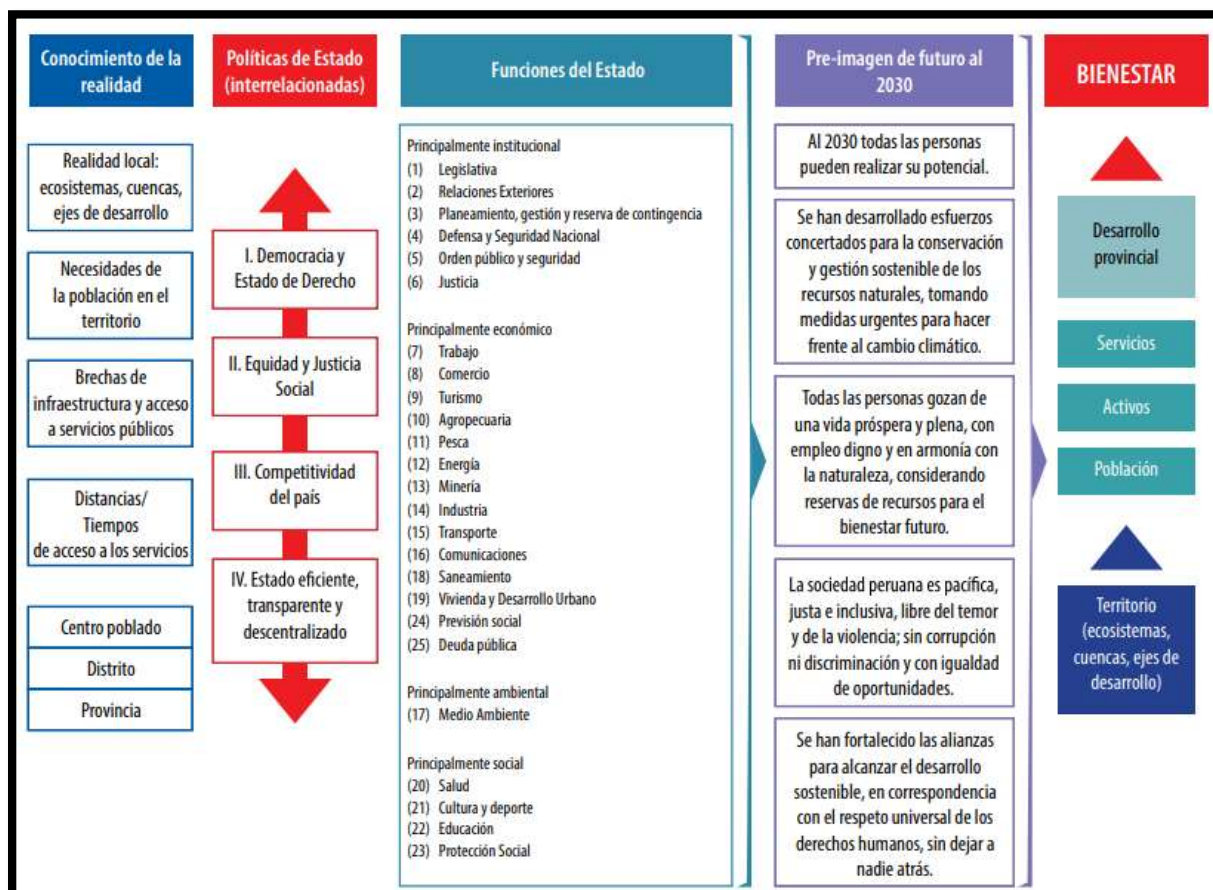 Conocimiento de la
realidad
Realidad local:
ecosistemas, cuencas,
ejes de desarrollo
Necesidades de
la población en el
territorio
Brechas de
infraestructura y acceso
a servicios públicos
Distancias/
Tiempos
de acceso a los servicios
Centro poblado
Distrito
Provincia
Políticas de Estado
(interrelacionadas)
I. Democracia y
Estado de Derecho
II. Equidad y Justicia
Social
III. Competitividad
del país
IV. Estado eficiente,
transparente y
descentralizado
Funciones del Estado
Principalmente institucional
(1) Legislativa
(2) Relaciones Exteriores
(3) Planeamiento, gestión y reserva de contingencia
(4) Defensa y Seguridad Nacional
(5) Orden público y seguridad
(6) Justicia
Principalmente económico
(7) Trabajo
(8) Comercio
(9) Turismo
(10) Agropecuaria
(11) Pesca
(12) Energía
(13) Minería
(14) Industria
(15) Transporte
(16) Comunicaciones
(18) Saneamiento
(19) Vivienda y Desarrollo Urbano
(24) Previsión social
(25) Deuda pública
Principalmente ambiental
(17) Medio Ambiente
Principalmente social
(20) Salud
(21) Cultura y deporte
(22) Educación
(23) Protección Social
Pre-imagen de futuro al
2030
Al 2030 todas las personas
pueden realizar su potencial.
Se han desarrollado esfuerzos
concertados para la conservación
y gestión sostenible de los
recursos naturales, tomando
medidas urgentes para hacer
frente al cambio climático.
Todas las personas gozan de
una vida próspera y plena, con
empleo digno y en armonía con
la naturaleza, considerando
reservas de recursos para el
bienestar futuro.
La sociedad peruana es pacífica,
justa e inclusiva, libre del temor
y de la violencia; sin corrupción
ni discriminación y con igualdad
de oportunidades.
Se han fortalecido las alianzas
para alcanzar el desarrollo
sostenible, en correspondencia
con el respeto universal de los
derechos humanos, sin dejar a
nadie atrás.
BIENESTAR
Desarrollo
provincial
Servicios
Activos
Población
Territorio
(ecosistemas,
cuencas, ejes de
desarrollo)